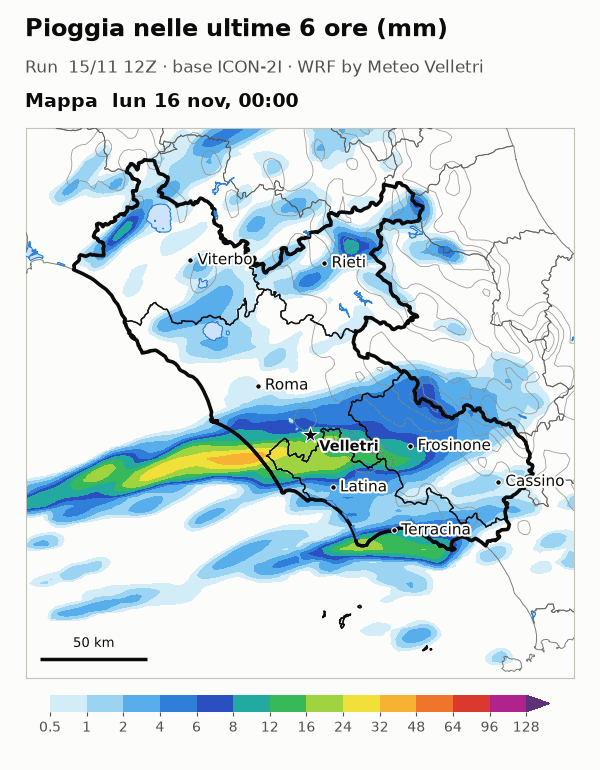 Pioggia nelle ultime 6 ore (mm)
Run 15/11 12Z · base ICON-2I · WRF by Meteo Velletri
Mappa lun 16 nov, 00:00
Viterbo
Rieti
Roma
Velletri
Frosinone
Latina
Cassino
Terracina
50 km
0.5 1 2 4 6 8 12 16 24 32 48 64 96 128